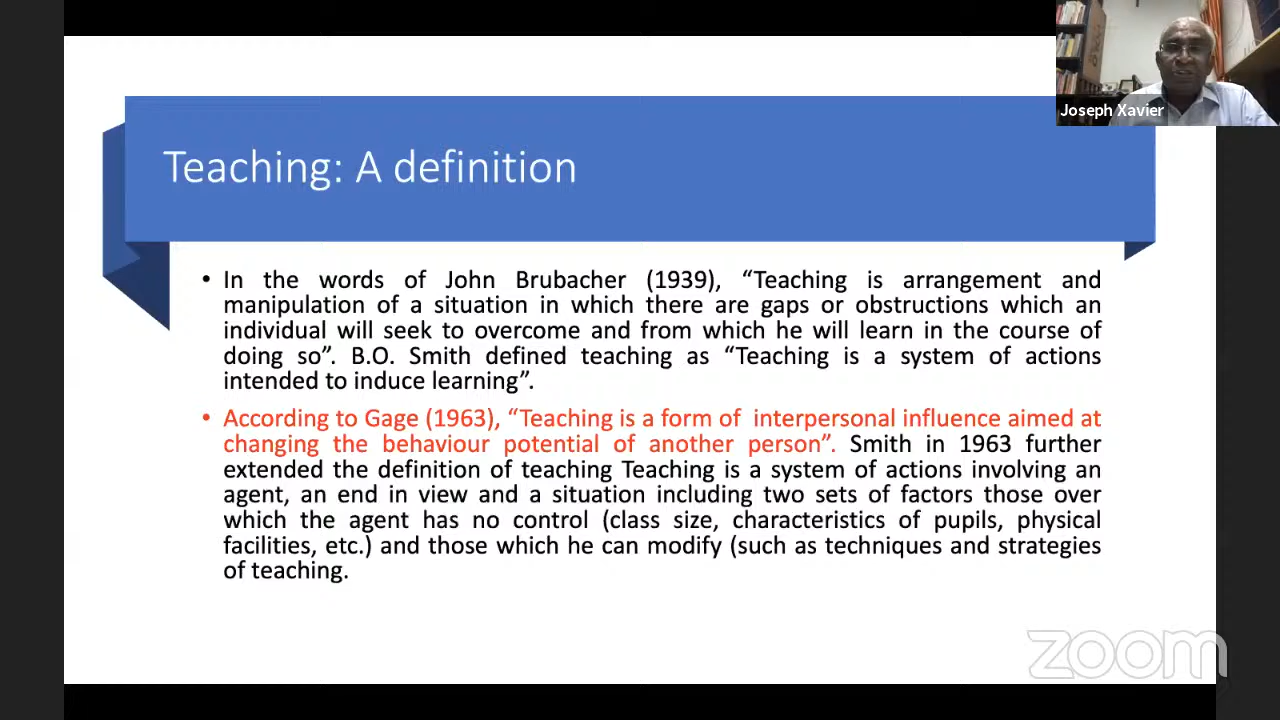 Joseph Xavier
Teaching: A definition
• In the words of John Brubacher (1939), “Teaching is arrangement and
manipulation of a situation in which there are gaps or obstructions which an
individual will seek to overcome and from which he will learn in the course of
doing so”. B.O. Smith defined teaching as “Teaching is a system of actions
intended to induce learning”.
• According to Gage (1963), “Teaching is a form of interpersonal influence aimed at
changing the behaviour potential of another person”. Smith in 1963 further
extended the definition of teaching Teaching is a system of actions involving an
agent, an end in view and a situation including two sets of factors those over
which the agent has no control (class size, characteristics of pupils, physical
facilities, etc.) and those which he can modify (such as techniques and strategies
of teaching.
zoom